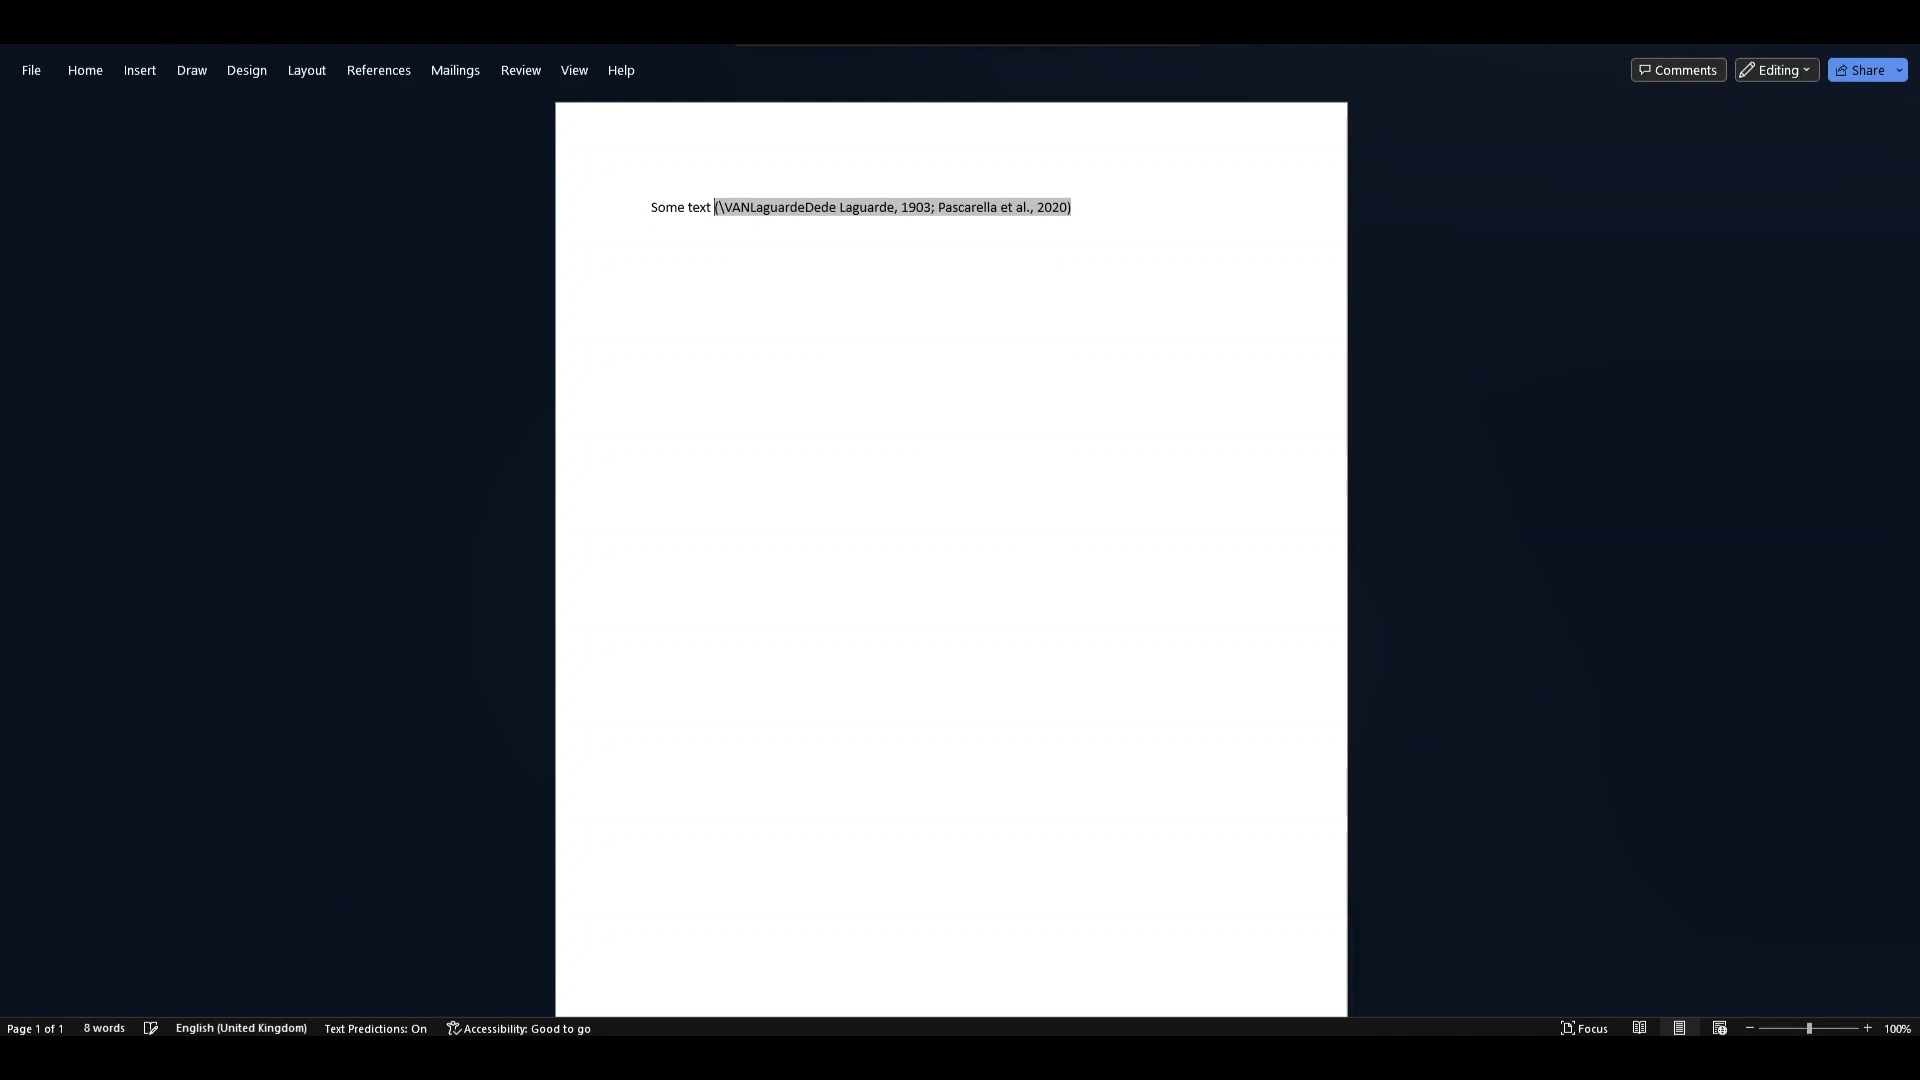 File Home Insert Draw Design Layout References Mailings Review View Help Comments Editing Share
Some text (\VANLaguardeDede Laguarde, 1903; Pascarella et al., 2020)
Page 1 of 1 8 words English (United Kingdom) Text Predictions: On Accessibility: Good to go Focus 100%